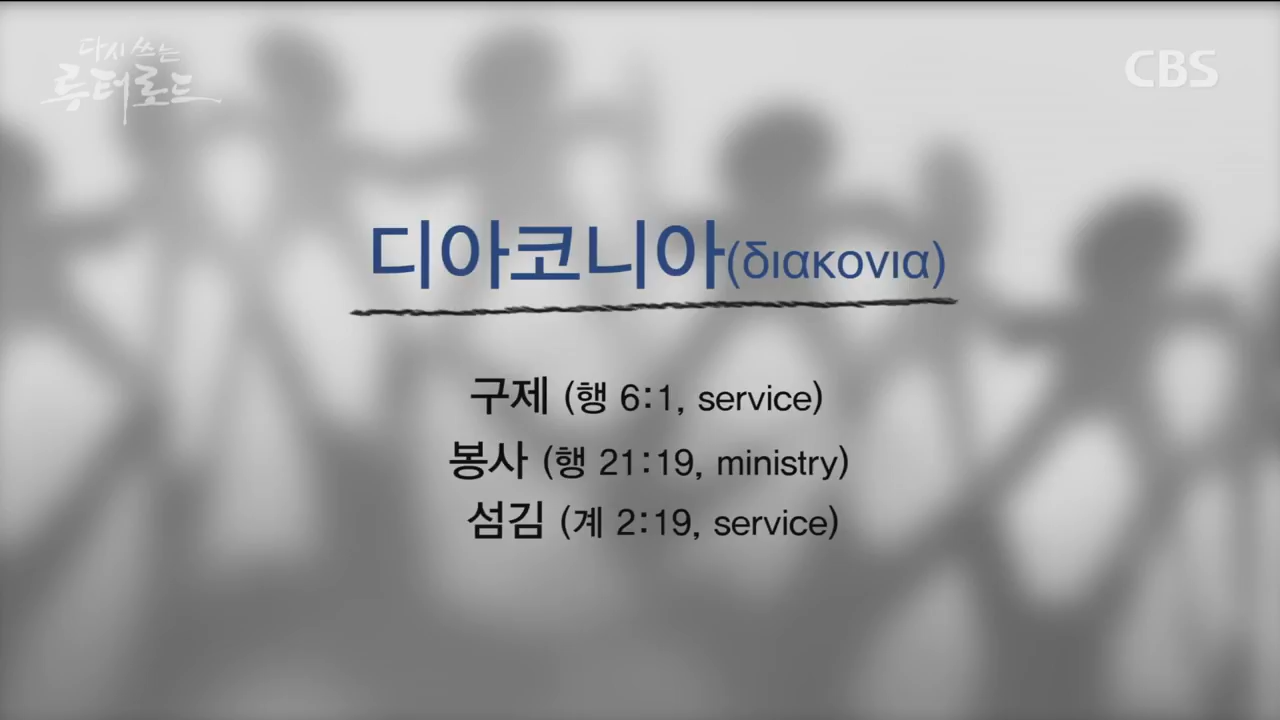 다시 쓰는
루터로드
CBS
디아코니아(διακονια)
구제 (행 6:1, service)
봉사 (행 21:19, ministry)
섬김 (계 2:19, service)